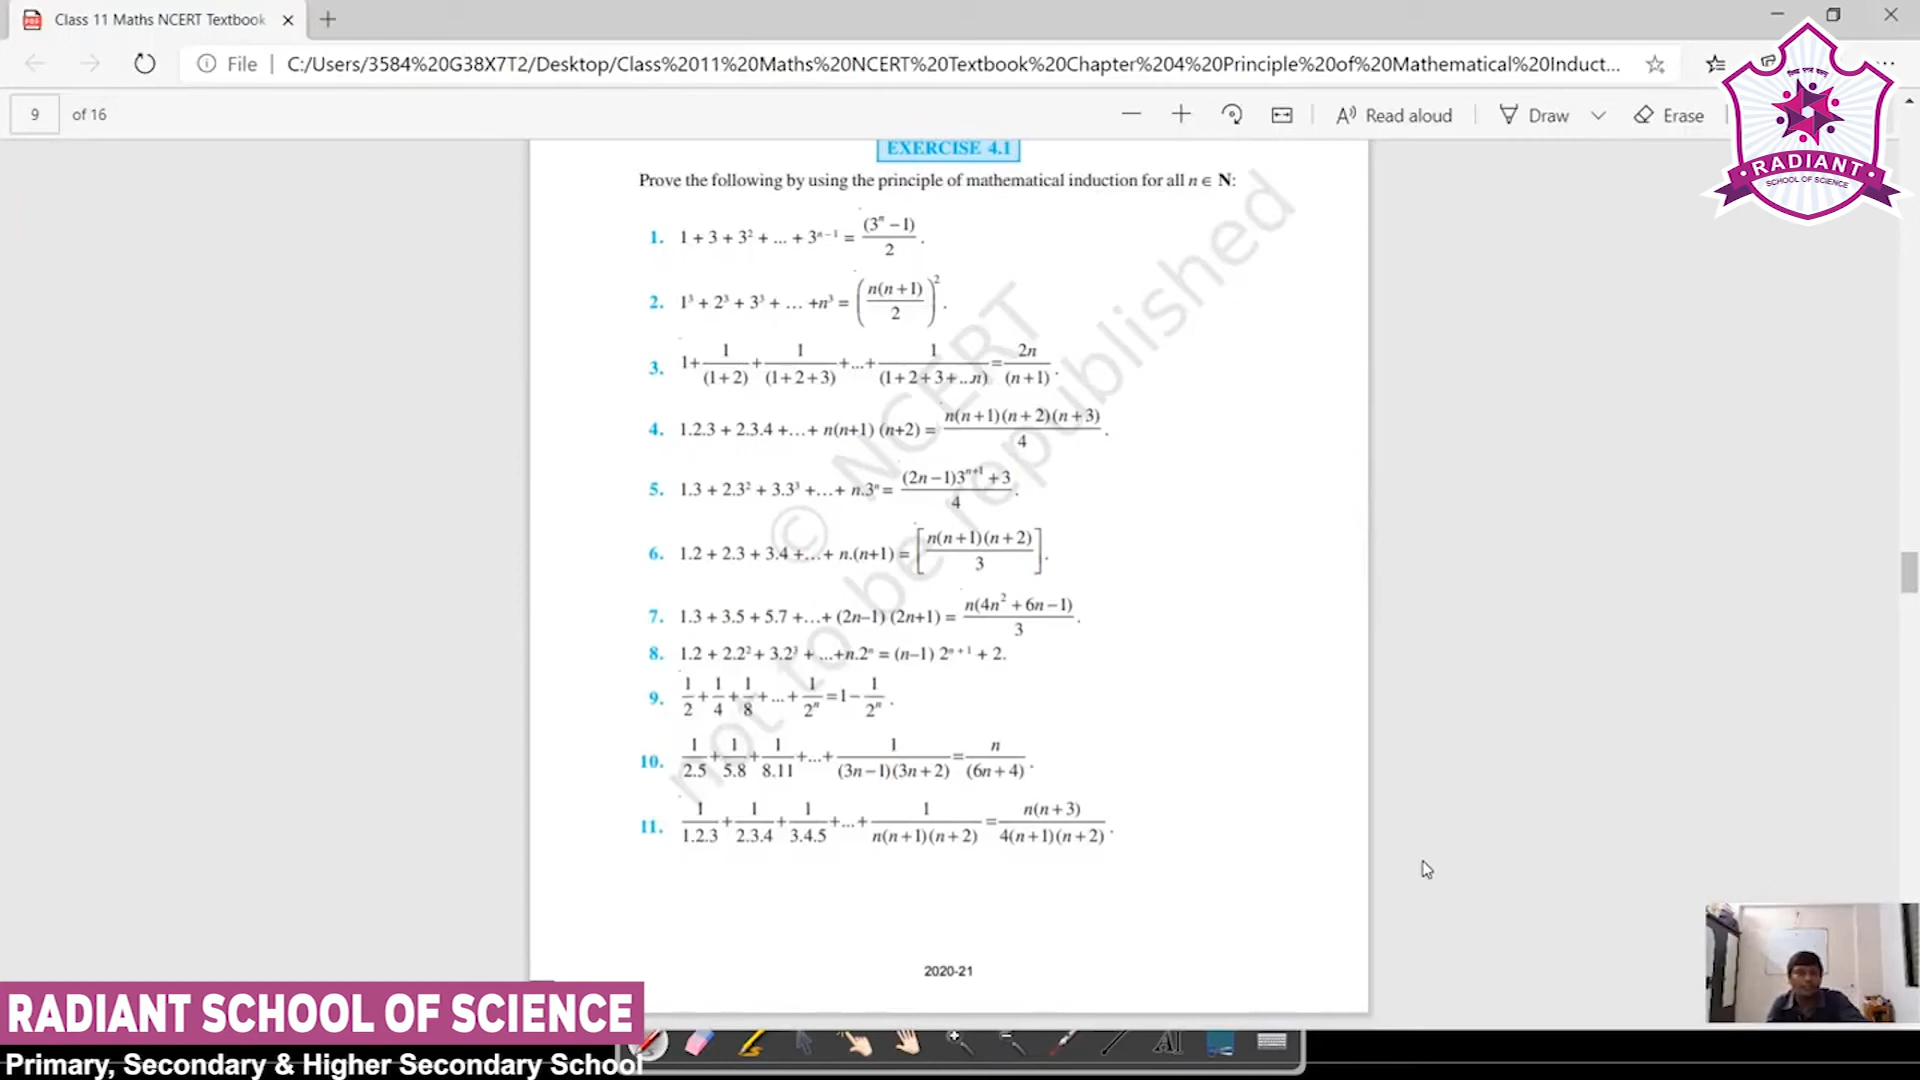 Class 11 Maths NCERT Textbook
File
C:/Users/3584%20G38X7T2/Desktop/Class%2011%20Maths%20NCERT%20Textbook%20Chapter%204%20Principle%20of%20Mathematical%20Induct...
9 of 16
Read aloud
Draw
Erase
RADIANT
SCHOOL OF SCIENCE
EXERCISE 4.1
Prove the following by using the principle of mathematical induction for all n ∈ N:
1. 1 + 3 + 3² + ... + 3ⁿ⁻¹ = (3ⁿ − 1)/2 .
2. 1³ + 2³ + 3³ + … +n³ = (n(n+1)/2)² .
3. 1+ 1/(1+2) + 1/(1+2+3) +...+ 1/(1+2+3+...n) = 2n/(n+1) .
4. 1.2.3 + 2.3.4 +…+ n(n+1) (n+2) = n(n+1)(n+2)(n+3)/4 .
5. 1.3 + 2.3² + 3.3³ +…+ n.3ⁿ = ((2n−1)3ⁿ⁺¹ + 3)/4 .
6. 1.2 + 2.3 + 3.4 +…+ n.(n+1) = [n(n+1)(n+2)/3] .
7. 1.3 + 3.5 + 5.7 +…+ (2n–1) (2n+1) = n(4n² + 6n − 1)/3 .
8. 1.2 + 2.2² + 3.2³ + ...+n.2ⁿ = (n–1) 2ⁿ⁺¹ + 2.
9. 1/2 + 1/4 + 1/8 + ... + 1/2ⁿ = 1 − 1/2ⁿ .
10. 1/2.5 + 1/5.8 + 1/8.11 +...+ 1/(3n−1)(3n+2) = n/(6n+4) .
11. 1/1.2.3 + 1/2.3.4 + 1/3.4.5 +...+ 1/n(n+1)(n+2) = n(n+3)/4(n+1)(n+2) .
© NCERT
not to be republished
2020-21
RADIANT SCHOOL OF SCIENCE
Primary, Secondary & Higher Secondary School